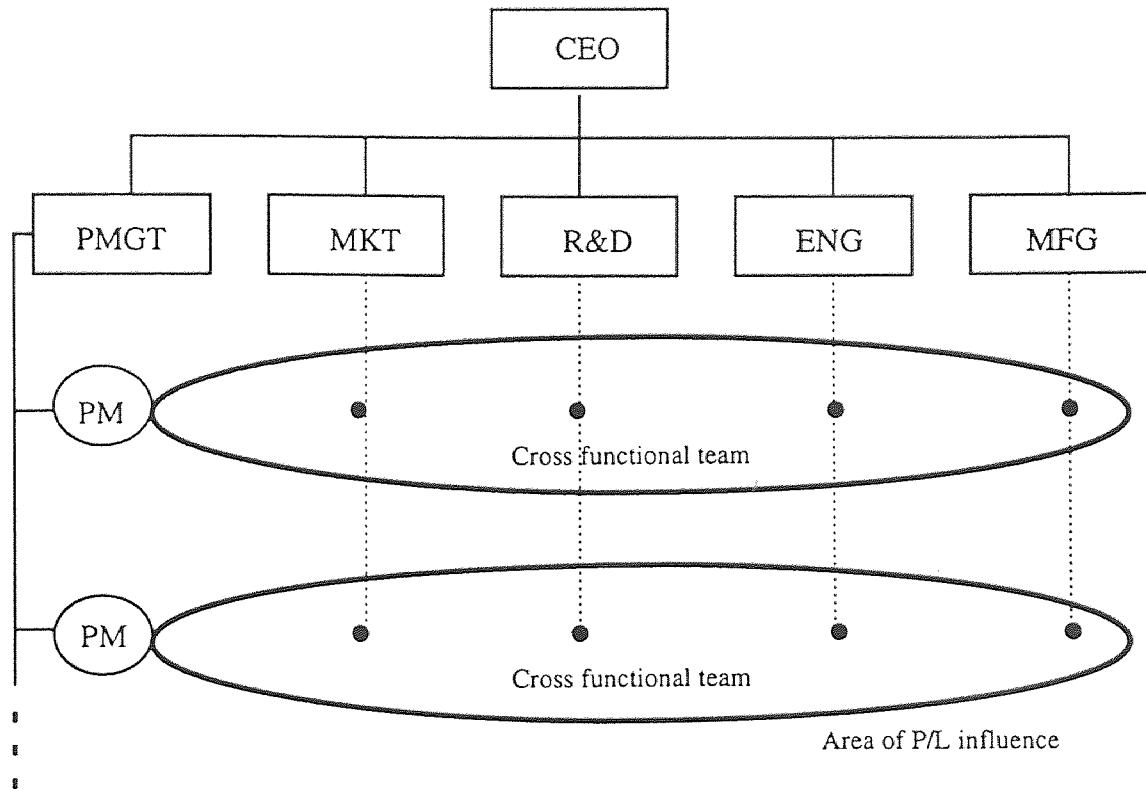 CEO
PMGT
MKT
R&D
ENG
MFG
PM
Cross functional team
PM
Cross functional team
Area of P/L influence